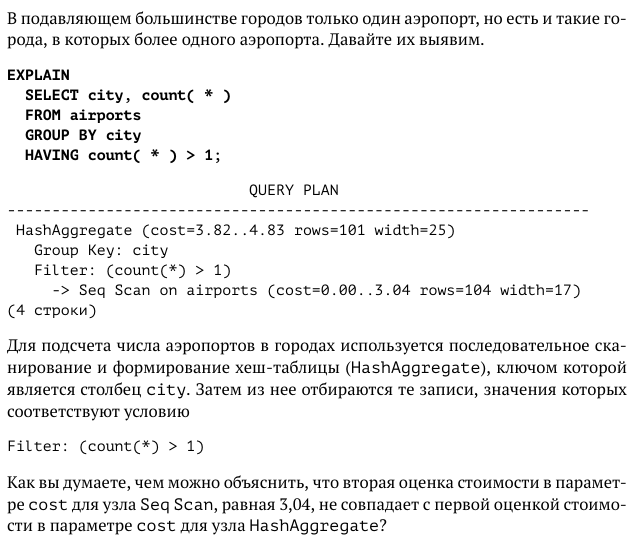 В подавляющем большинстве городов только один аэропорт, но есть и такие го-
рода, в которых более одного аэропорта. Давайте их выявим.
EXPLAIN
SELECT city, count( * )
FROM airports
GROUP BY city
HAVING count( * ) > 1;
QUERY PLAN
-----------------------------------------------------------------
HashAggregate (cost=3.82..4.83 rows=101 width=25)
Group Key: city
Filter: (count(*) > 1)
-> Seq Scan on airports (cost=0.00..3.04 rows=104 width=17)
(4 строки)
Для подсчета числа аэропортов в городах используется последовательное ска-
нирование и формирование хеш-таблицы (HashAggregate), ключом которой
является столбец city. Затем из нее отбираются те записи, значения которых
соответствуют условию
Filter: (count(*) > 1)
Как вы думаете, чем можно объяснить, что вторая оценка стоимости в парамет-
ре cost для узла Seq Scan, равная 3,04, не совпадает с первой оценкой стоимо-
сти в параметре cost для узла HashAggregate?